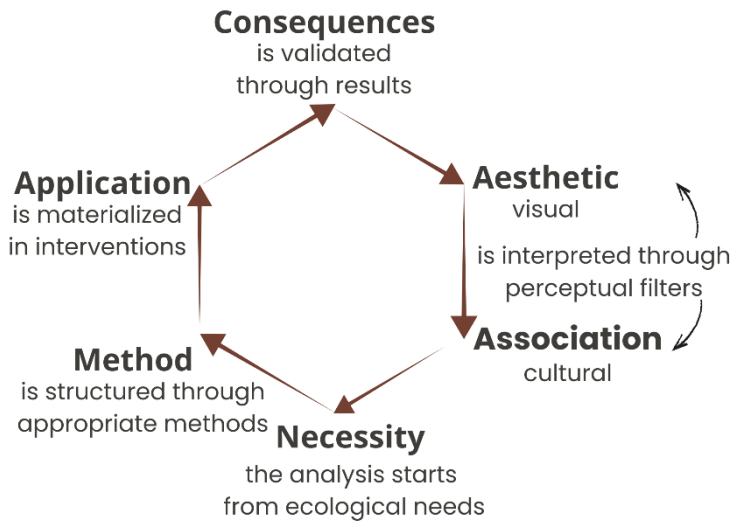 Consequences
is validated
through results
Aesthetic
visual
is interpreted through
perceptual filters
Association
cultural
Necessity
the analysis starts
from ecological needs
Method
is structured through
appropriate methods
Application
is materialized
in interventions